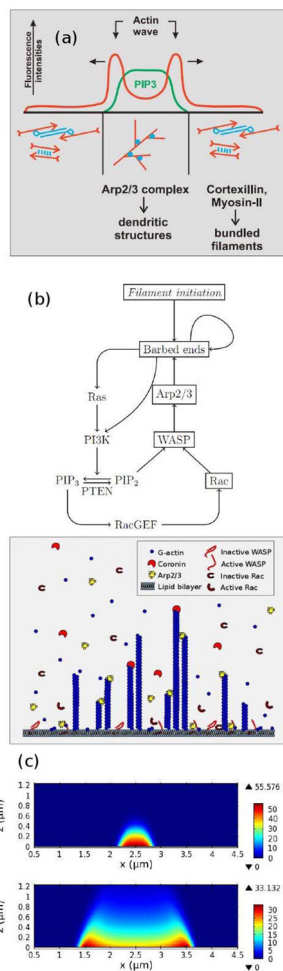 (a)
Actin
wave
Fluorescence
intensities
PIP3
Arp2/3 complex
dendritic
structures
Cortexillin,
Myosin-II
bundled
filaments
(b)
Filament initiation
Barbed ends
Ras
Arp2/3
PI3K
WASP
PIP3
PIP2
PTEN
Rac
RacGEF
G-actin
Coronin
Arp2/3
Lipid bilayer
Inactive WASP
Active WASP
Inactive Rac
Active Rac
(c)
▲ 55.576
1.2
1
0.8
0.6
0.4
0.2
0
z (μm)
0.5 1 1.5 2 2.5 3 3.5 4 4.5
x (μm)
50
40
30
20
10
0
▼ 0
▲ 33.132
1.2
1
0.8
0.6
0.4
0.2
0
z (μm)
0.5 1 1.5 2 2.5 3 3.5 4 4.5
x (μm)
30
20
10
0
▼ 0